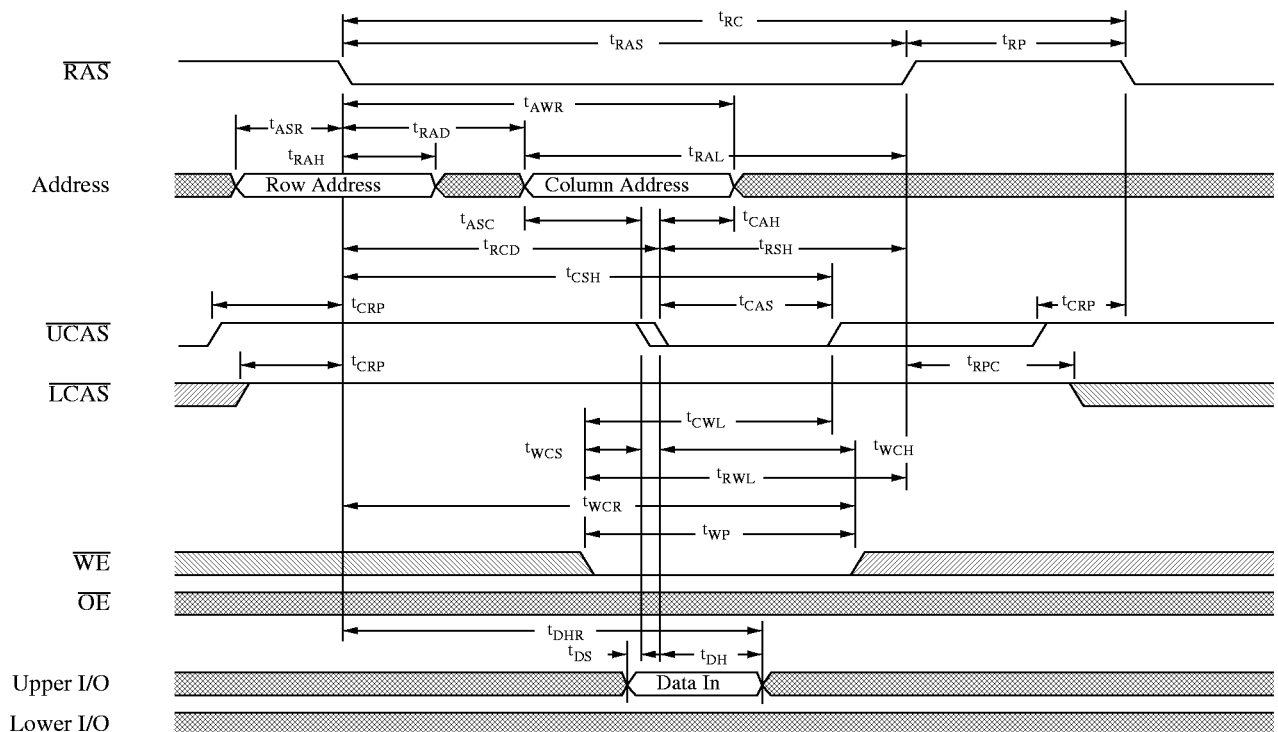 tRC
tRAS tRP
RAS
tAWR
tASR tRAD
tRAH tRAL
Address Row Address Column Address
tASC tCAH
tRCD tRSH
tCSH
tCRP tCAS tCRP
UCAS
tCRP tRPC
LCAS
tCWL
tWCS tWCH
tRWL
tWCR
tWP
WE
OE
tDHR
tDS tDH
Upper I/O Data In
Lower I/O